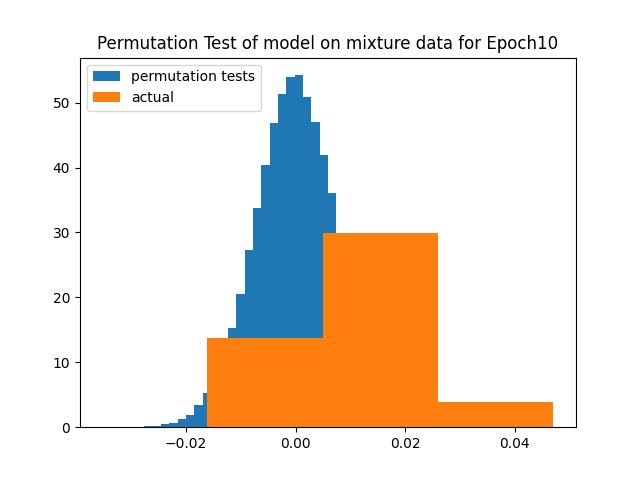 Permutation Test of model on mixture data for Epoch10
permutation tests
actual
50
40
30
20
10
0
−0.02 0.00 0.02 0.04